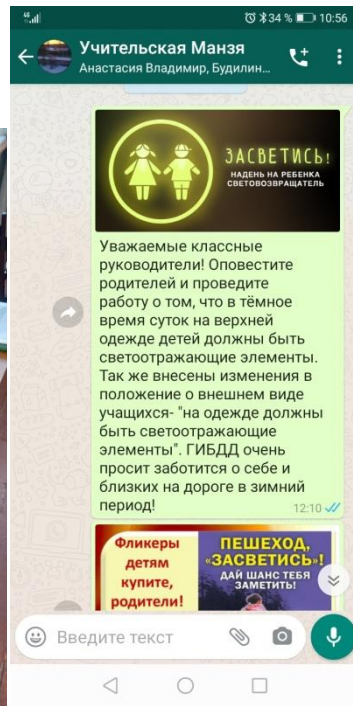 34 % 10:56
Учительская Манзя
Анастасия Владимир, Будилин...
ЗАСВЕТИСЬ!
НАДЕНЬ НА РЕБЕНКА
СВЕТОВОЗВРАЩАТЕЛЬ
Уважаемые классные
руководители! Оповестите
родителей и проведите
работу о том, что в тёмное
время суток на верхней
одежде детей должны быть
светоотражающие элементы.
Так же внесены изменения в
положение о внешнем виде
учащихся- "на одежде должны
быть светоотражающие
элементы". ГИБДД очень
просит заботится о себе и
близких на дороге в зимний
период!
12:10
Фликеры
детям
купите,
родители!
ПЕШЕХОД,
«ЗАСВЕТИСЬ»!
ДАЙ ШАНС ТЕБЯ
ЗАМЕТИТЬ!
Введите текст